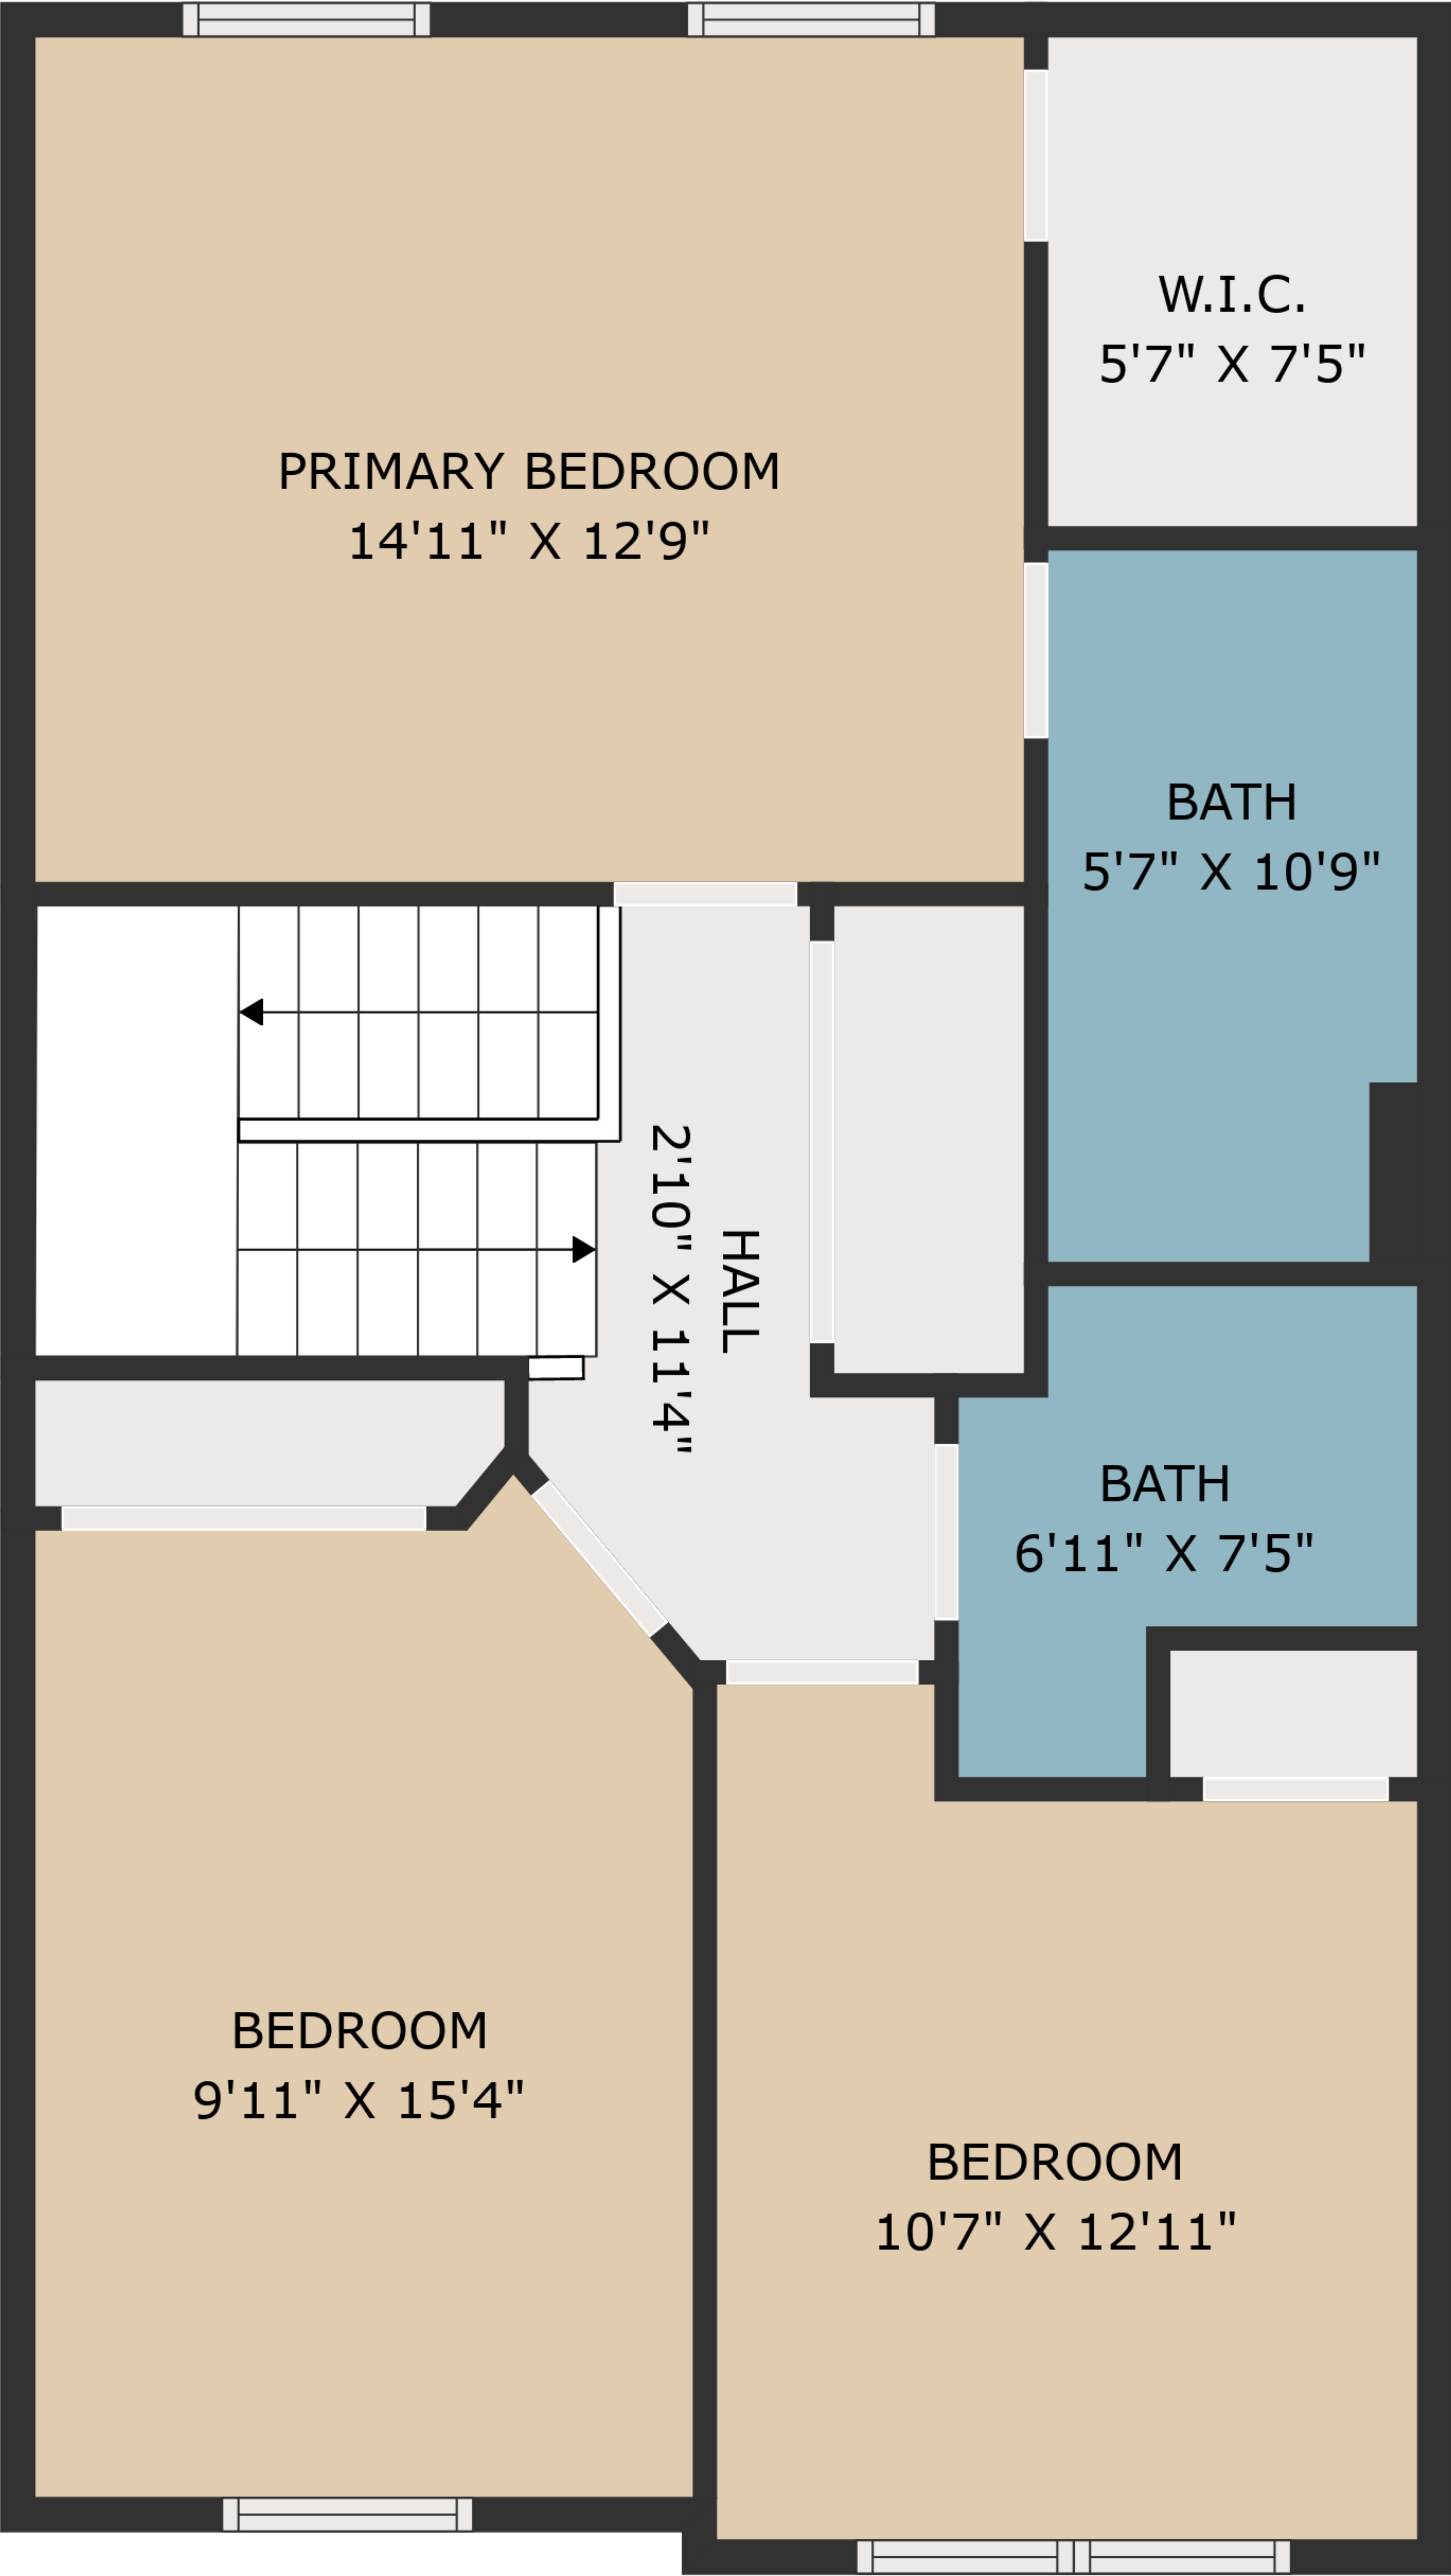 W.I.C.
5'7" X 7'5"
PRIMARY BEDROOM
14'11" X 12'9"
BATH
5'7" X 10'9"
HALL
2'10" X 11'4"
BATH
6'11" X 7'5"
BEDROOM
9'11" X 15'4"
BEDROOM
10'7" X 12'11"